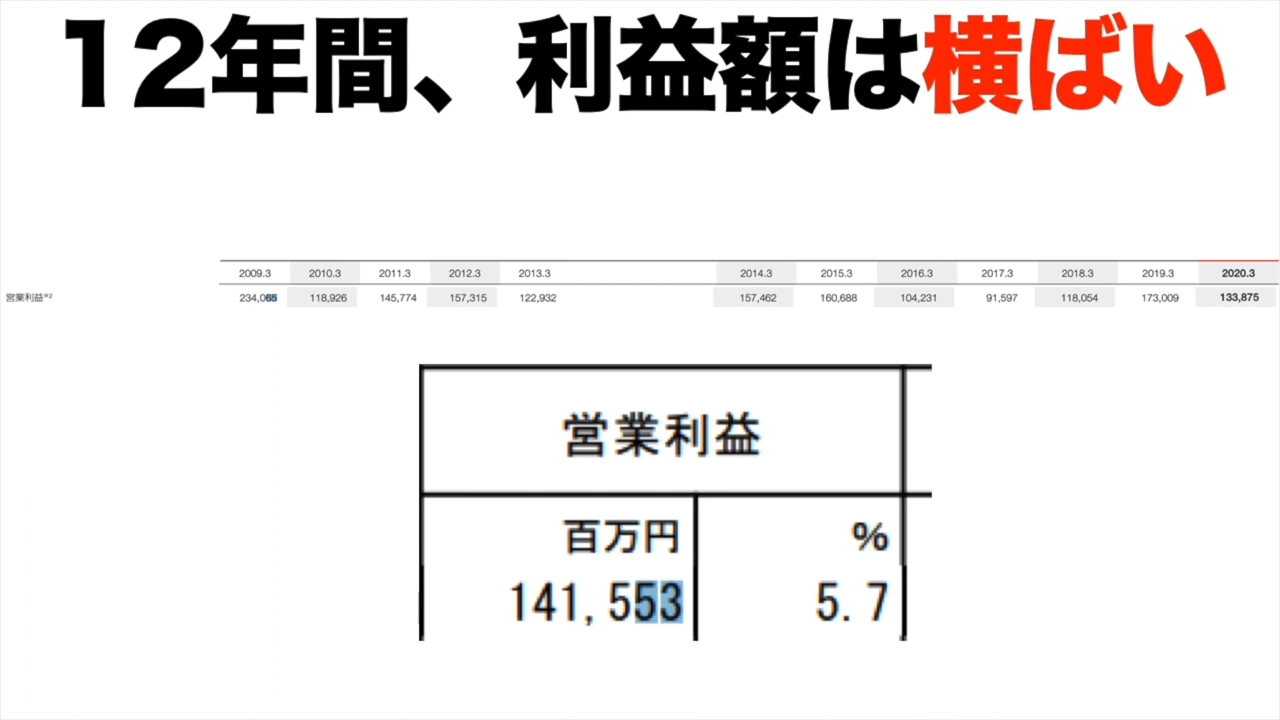 12年間、利益額は横ばい
2009.3 2010.3 2011.3 2012.3 2013.3 2014.3 2015.3 2016.3 2017.3 2018.3 2019.3 2020.3
営業利益※2 234,065 118,926 145,774 157,315 122,932 157,462 160,688 104,231 91,597 118,054 173,009 133,875
営業利益
百万円 %
141,553 5.7